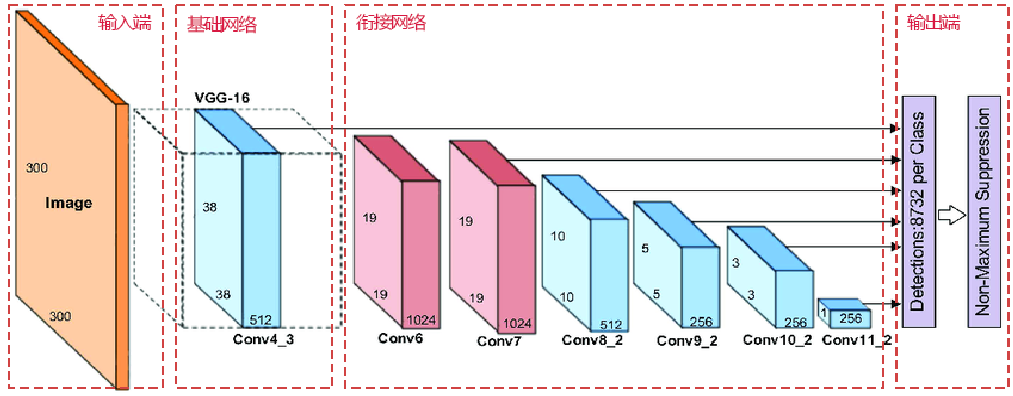 输入端
基础网络
衔接网络
输出端
300
Image
300
VGG-16
38
38
512
Conv4_3
19
19
1024
Conv6
19
19
1024
Conv7
10
10
512
Conv8_2
5
5
256
Conv9_2
3
3
256
Conv10_2
1
256
Conv11_2
Detections:8732 per Class
Non-Maximum Suppression